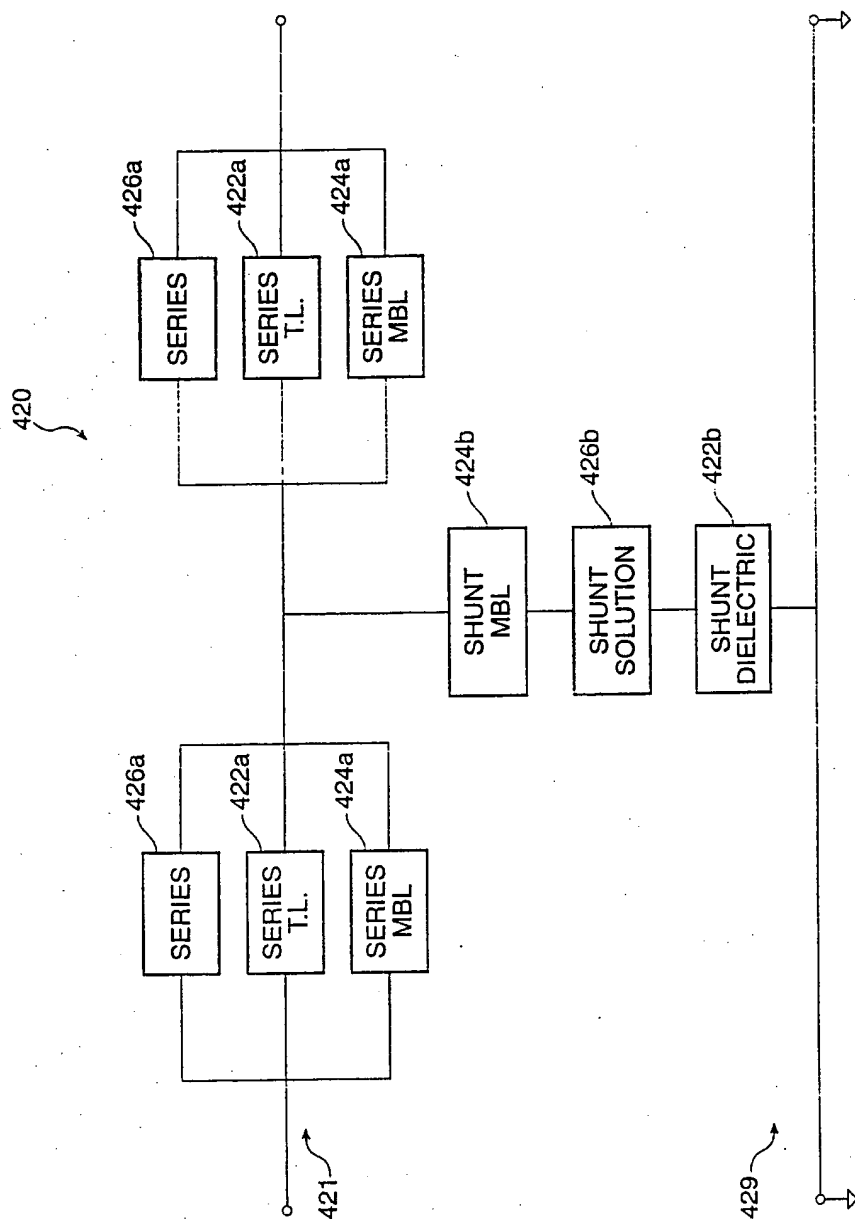 420
426a
426a
SERIES
SERIES
422a
422a
SERIES
T.L.
SERIES
T.L.
424a
424a
SERIES
MBL
SERIES
MBL
421
424b
SHUNT
MBL
426b
SHUNT
SOLUTION
422b
SHUNT
DIELECTRIC
429